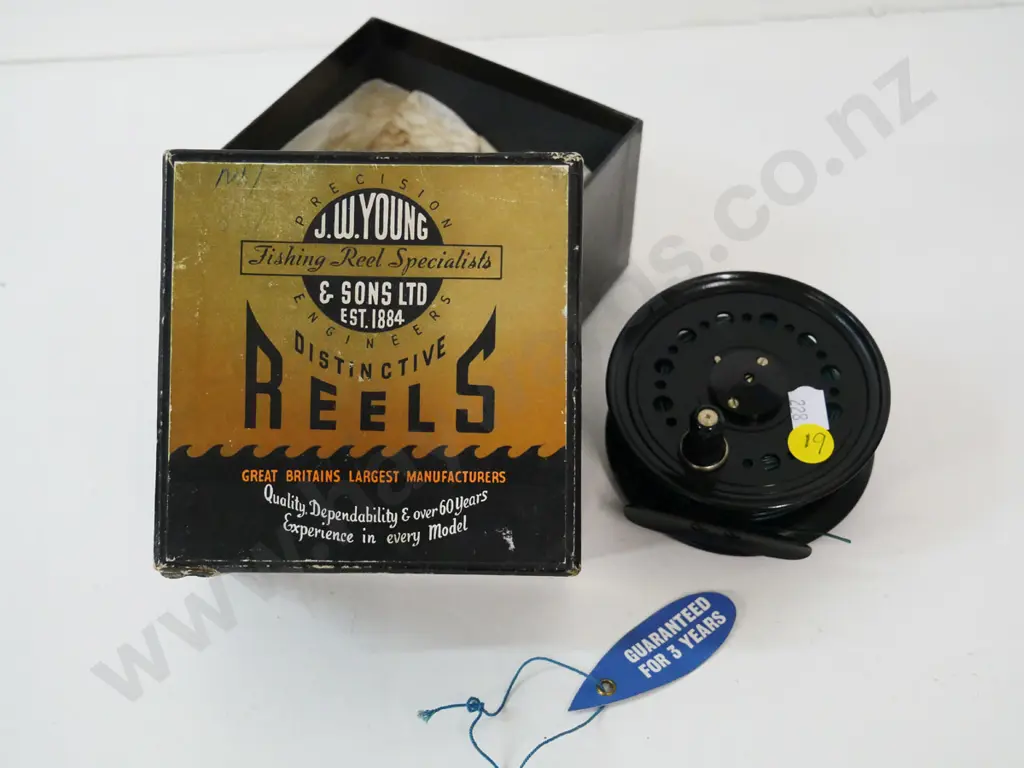 PRECISION
J.W.YOUNG
Fishing Reel Specialists
& SONS LTD
EST.1884
ENGINEERS
DISTINCTIVE
REELS
GREAT BRITAINS LARGEST MANUFACTURERS
Quality, Dependability & over 60 Years
Experience in every Model
228
GUARANTEED
FOR 3 YEARS